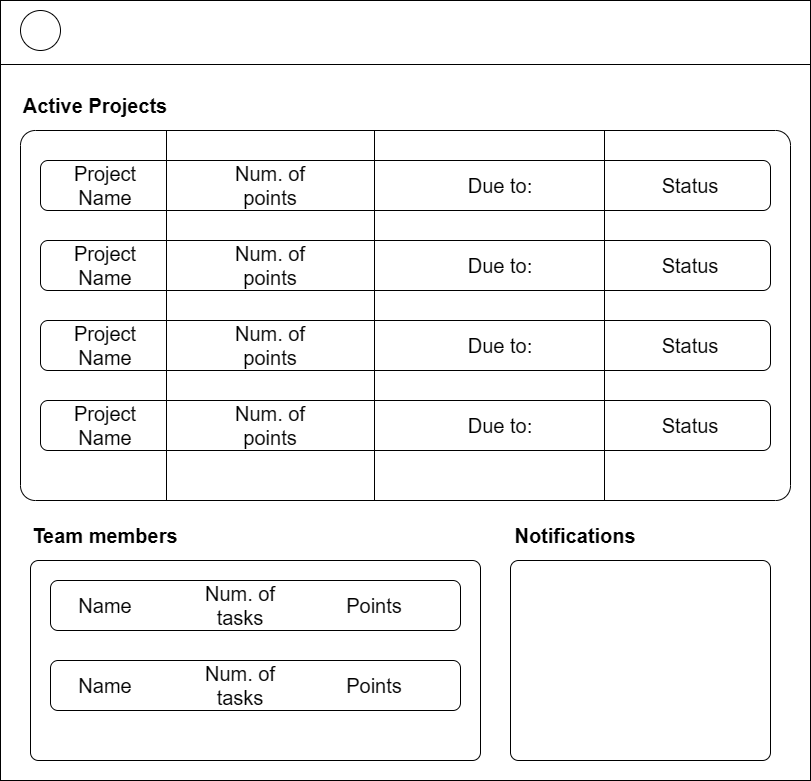 Active Projects
Project
Name
Num. of
points
Due to:
Status
Project
Name
Num. of
points
Due to:
Status
Project
Name
Num. of
points
Due to:
Status
Project
Name
Num. of
points
Due to:
Status
Team members
Name
Num. of
tasks
Points
Name
Num. of
tasks
Points
Notifications